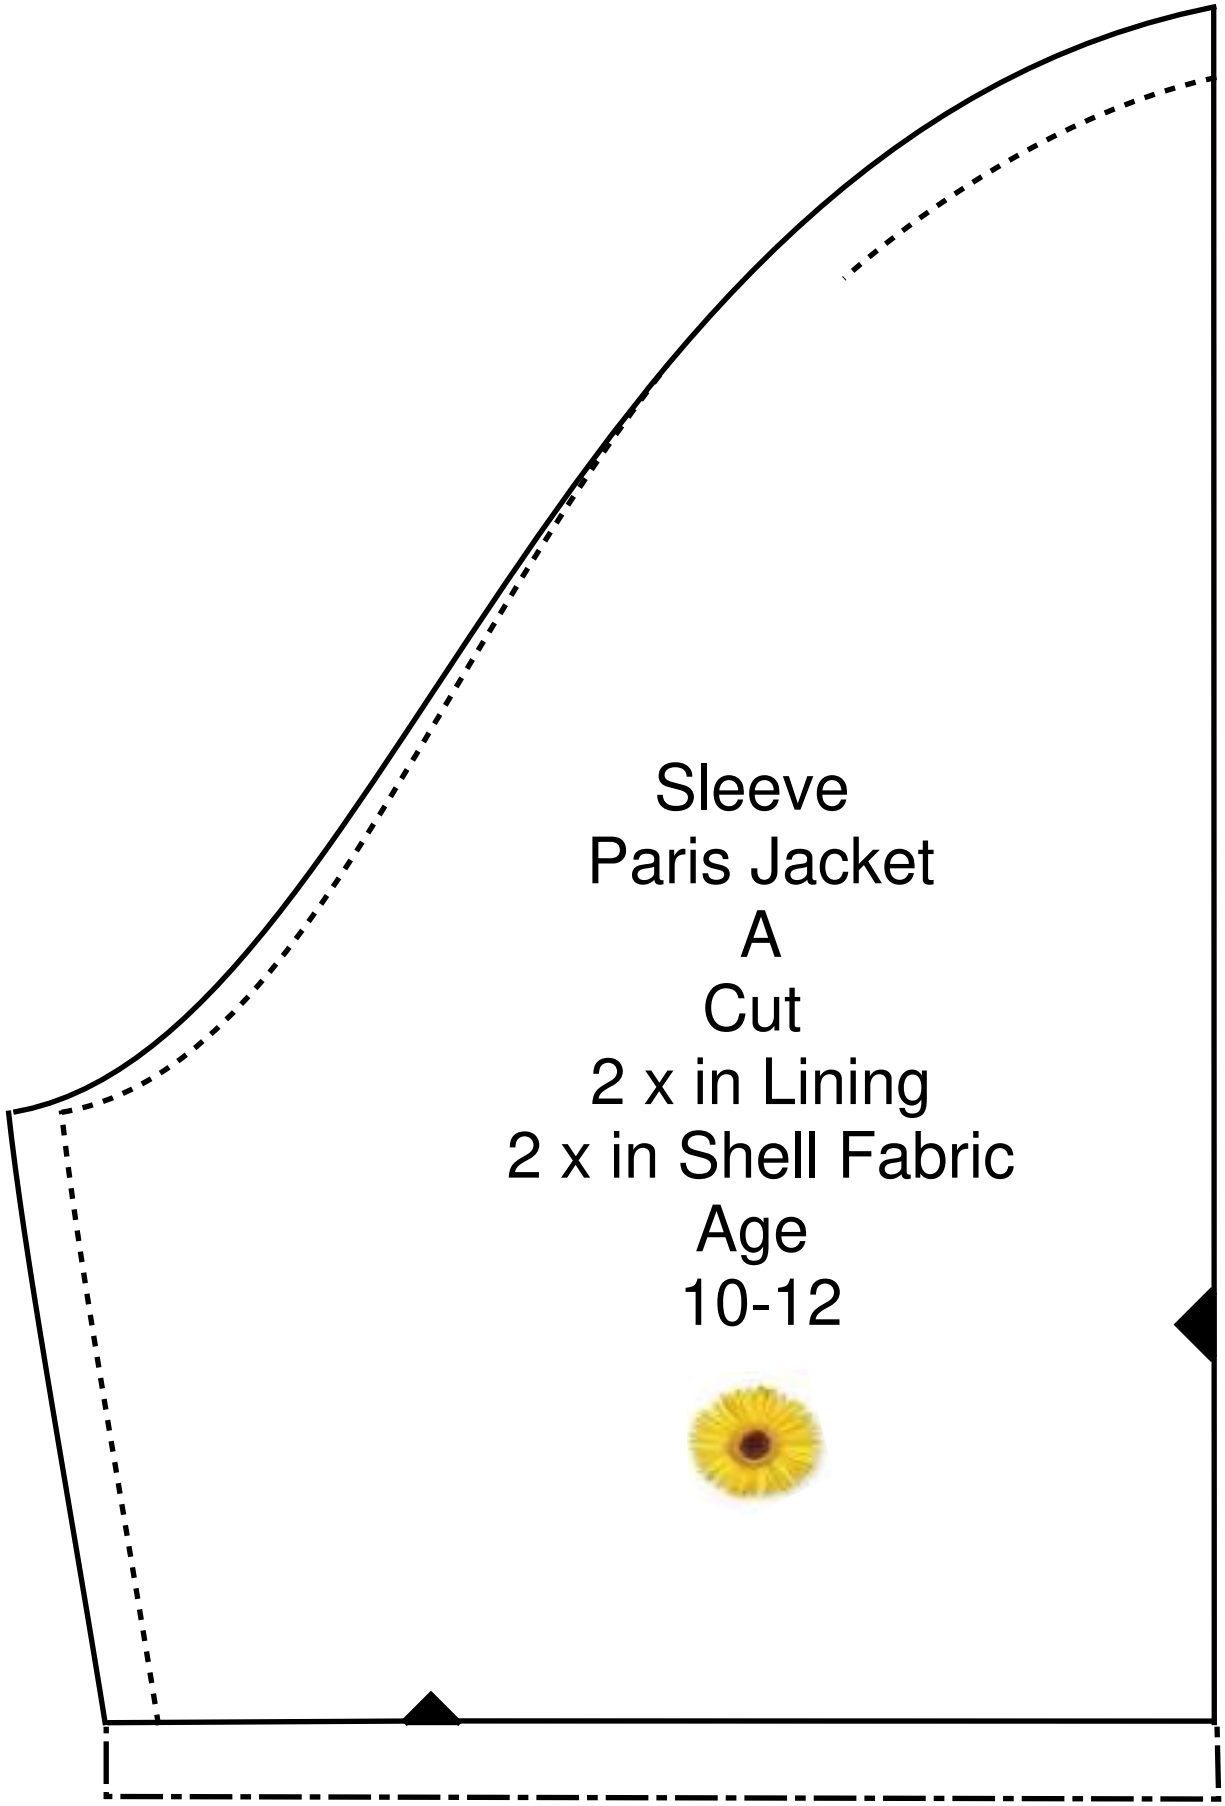 Sleeve
Paris Jacket
A
Cut
2 x in Lining
2 x in Shell Fabric
Age
10-12